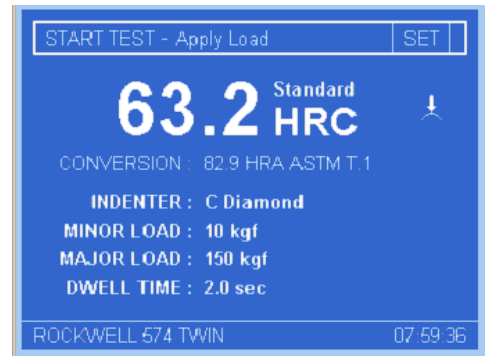 START TEST - Apply Load SET
63.2 Standard HRC
CONVERSION : 82.9 HRA ASTM T.1
INDENTER : C Diamond
MINOR LOAD : 10 kgf
MAJOR LOAD : 150 kgf
DWELL TIME : 2.0 sec
ROCKWELL 574 TWIN 07:59:36